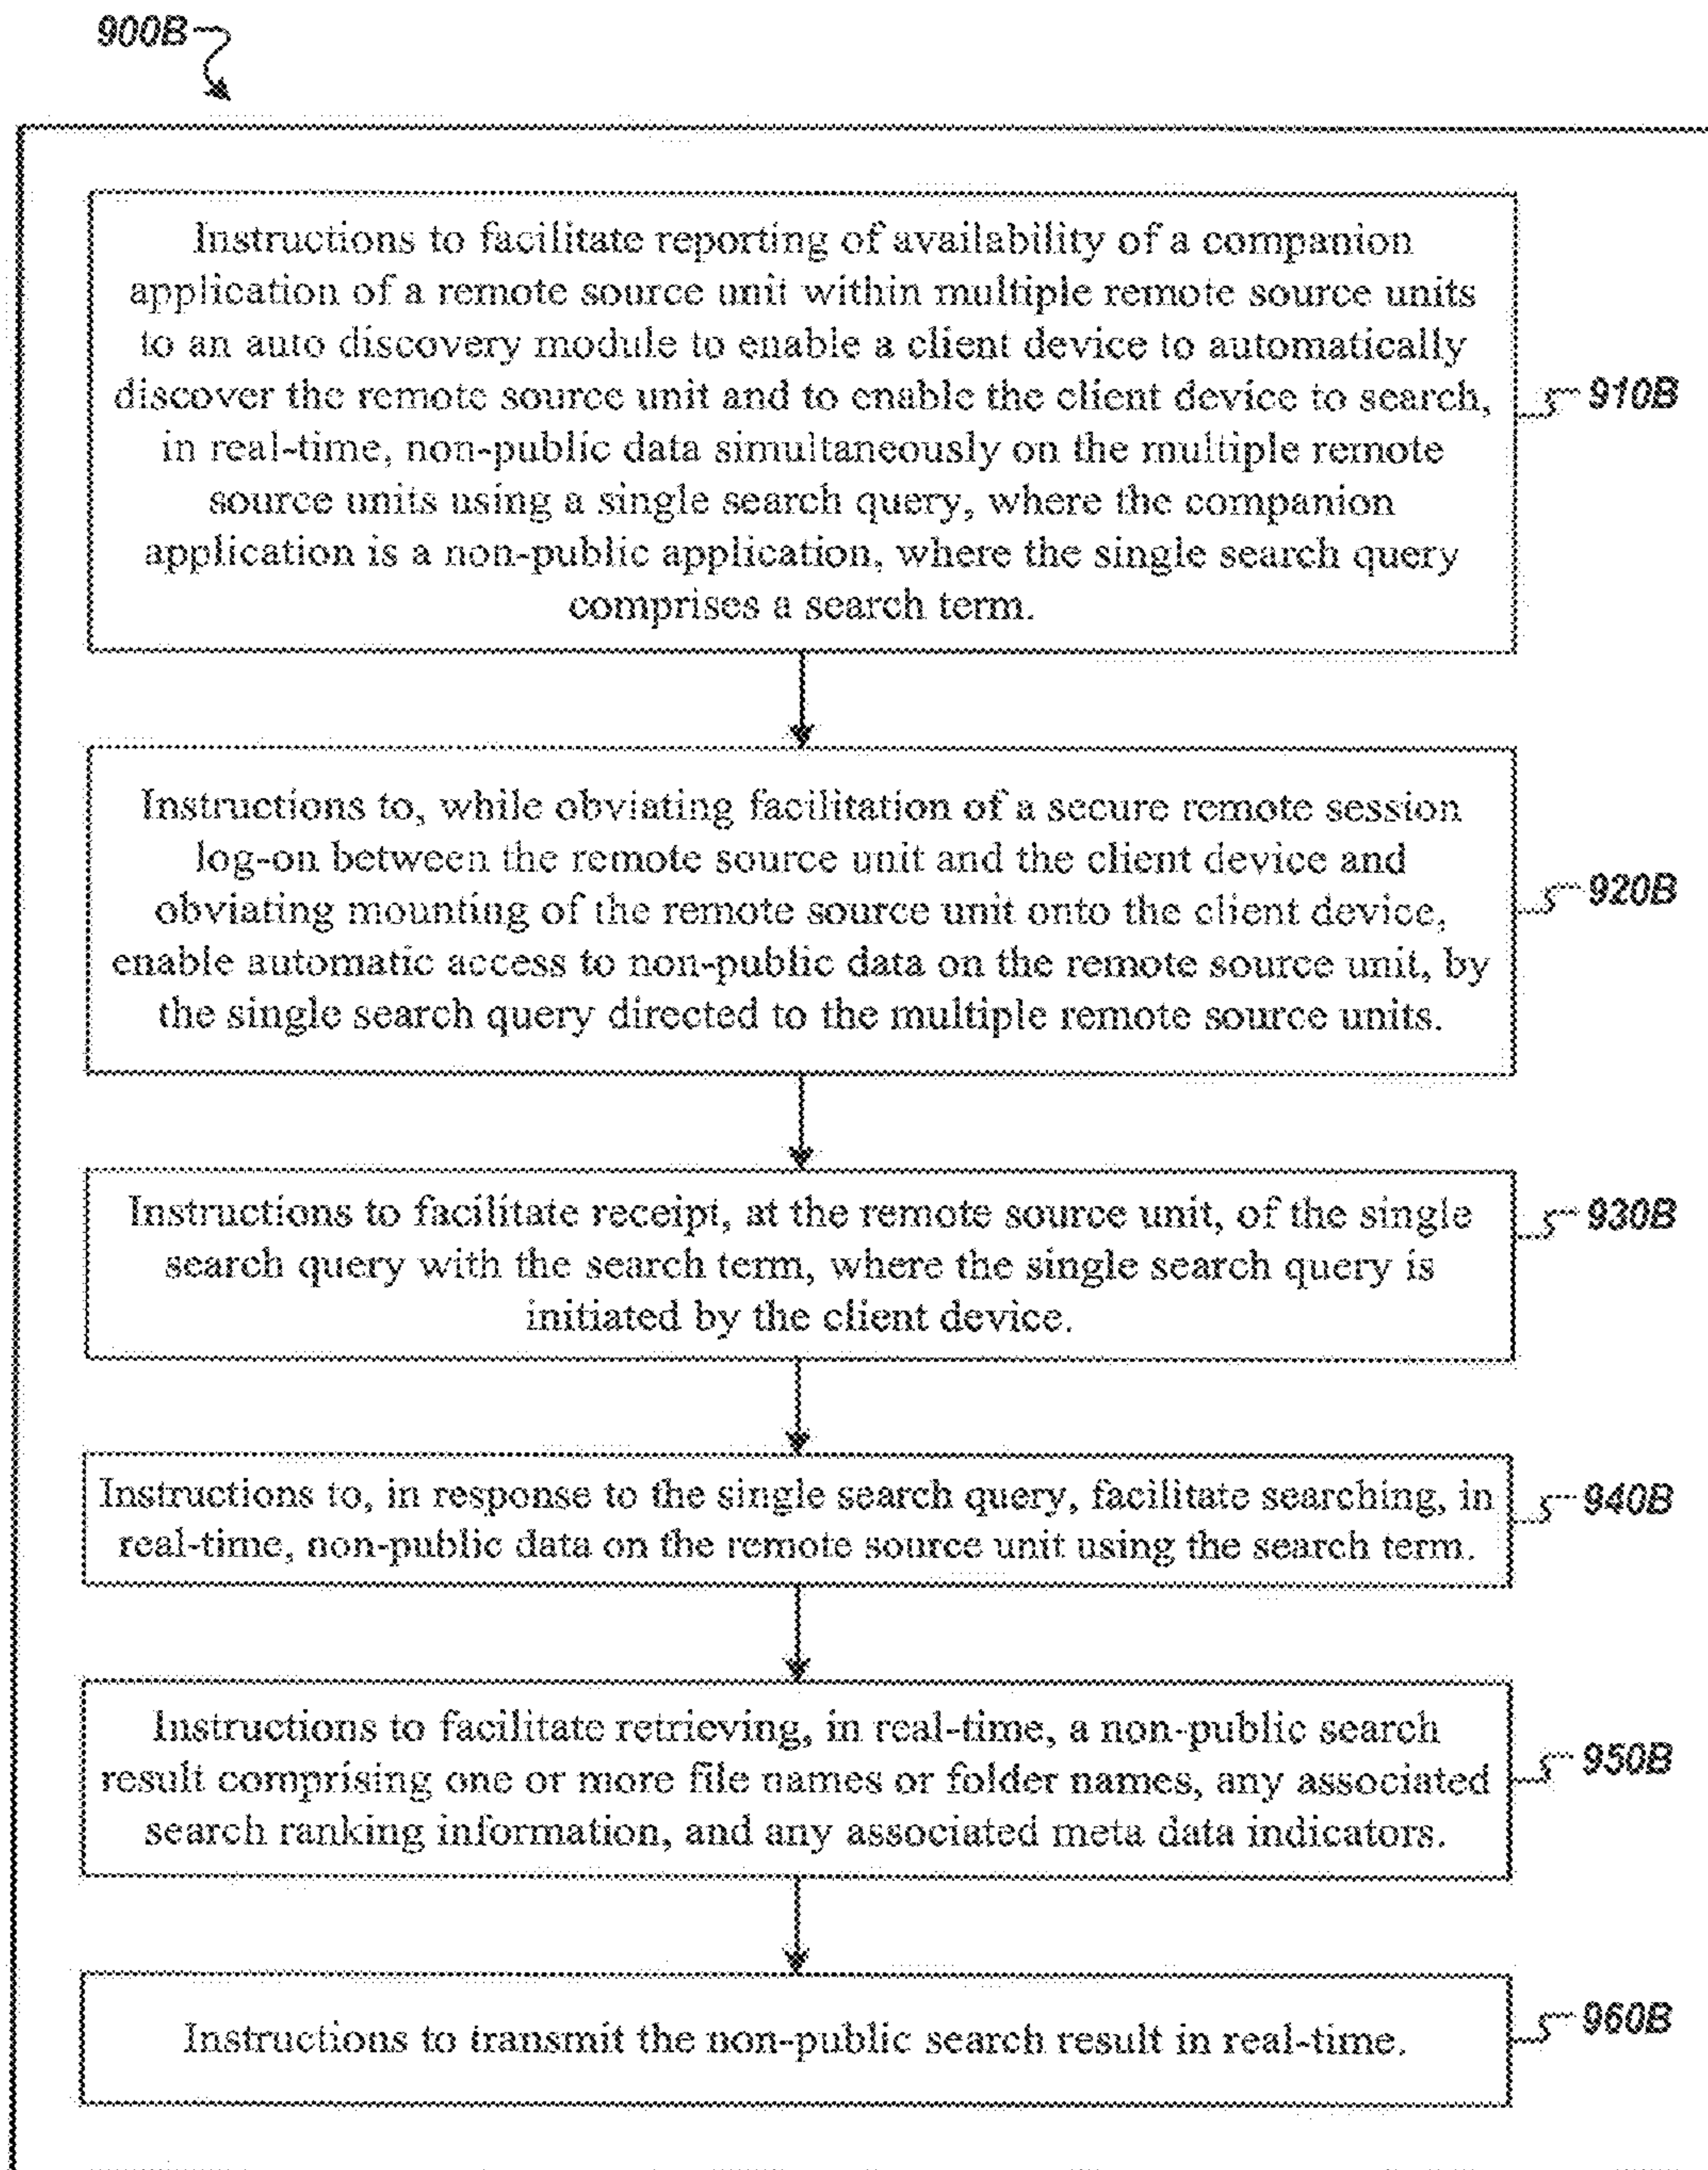 900B
Instructions to facilitate reporting of availability of a companion
application of a remote source unit within multiple remote source units
to an auto discovery module to enable a client device to automatically
discover the remote source unit and to enable the client device to search,
in real-time, non-public data simultaneously on the multiple remote
source units using a single search query, where the companion
application is a non-public application, where the single search query
comprises a search term.
910B
Instructions to, while obviating facilitation of a secure remote session
log-on between the remote source unit and the client device and
obviating mounting of the remote source unit onto the client device,
enable automatic access to non-public data on the remote source unit, by
the single search query directed to the multiple remote source units.
920B
Instructions to facilitate receipt, at the remote source unit, of the single
search query with the search term, where the single search query is
initiated by the client device.
930B
Instructions to, in response to the single search query, facilitate searching, in
real-time, non-public data on the remote source unit using the search term.
940B
Instructions to facilitate retrieving, in real-time, a non-public search
result comprising one or more file names or folder names, any associated
search ranking information, and any associated meta data indicators.
950B
Instructions to transmit the non-public search result in real-time.
960B